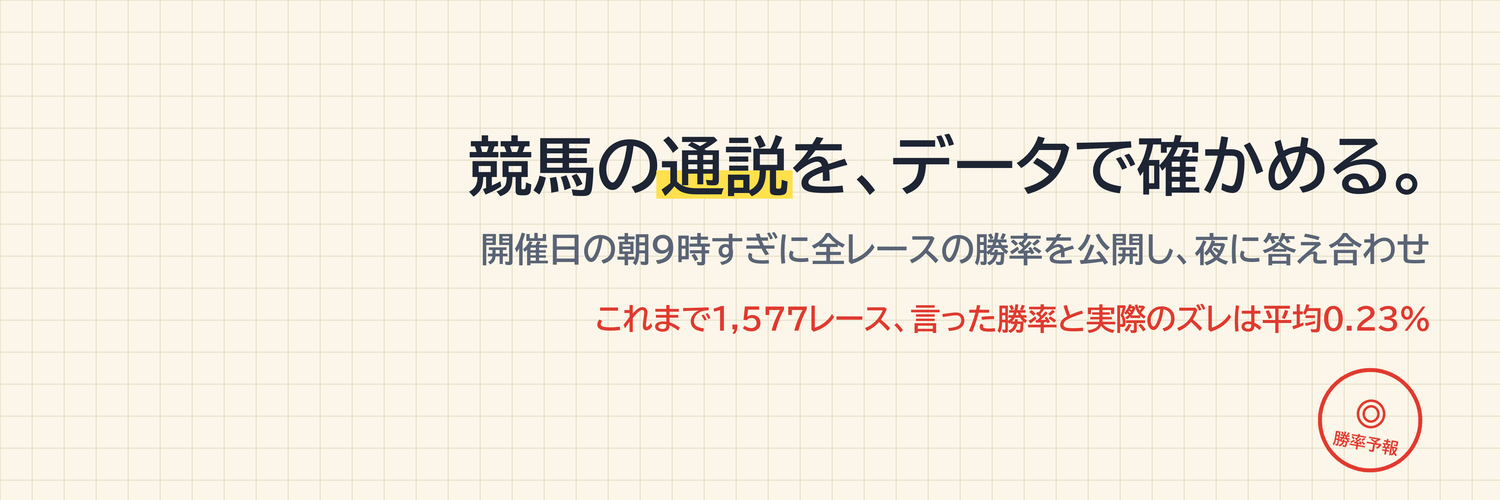 競馬の通説を、データで確かめる。
開催日の朝9時すぎに全レースの勝率を公開し、夜に答え合わせ
これまで1,577レース、言った勝率と実際のズレは平均0.23%
◎
勝率予報